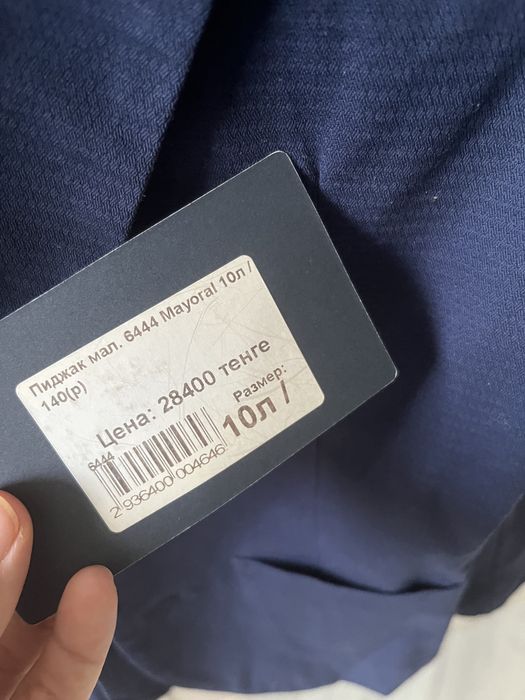 Пиджак мал. 6444 Mayoral 10л /
140(р)
Цена: 28400 тенге
Размер:
10л /
6444
2 936400 004646